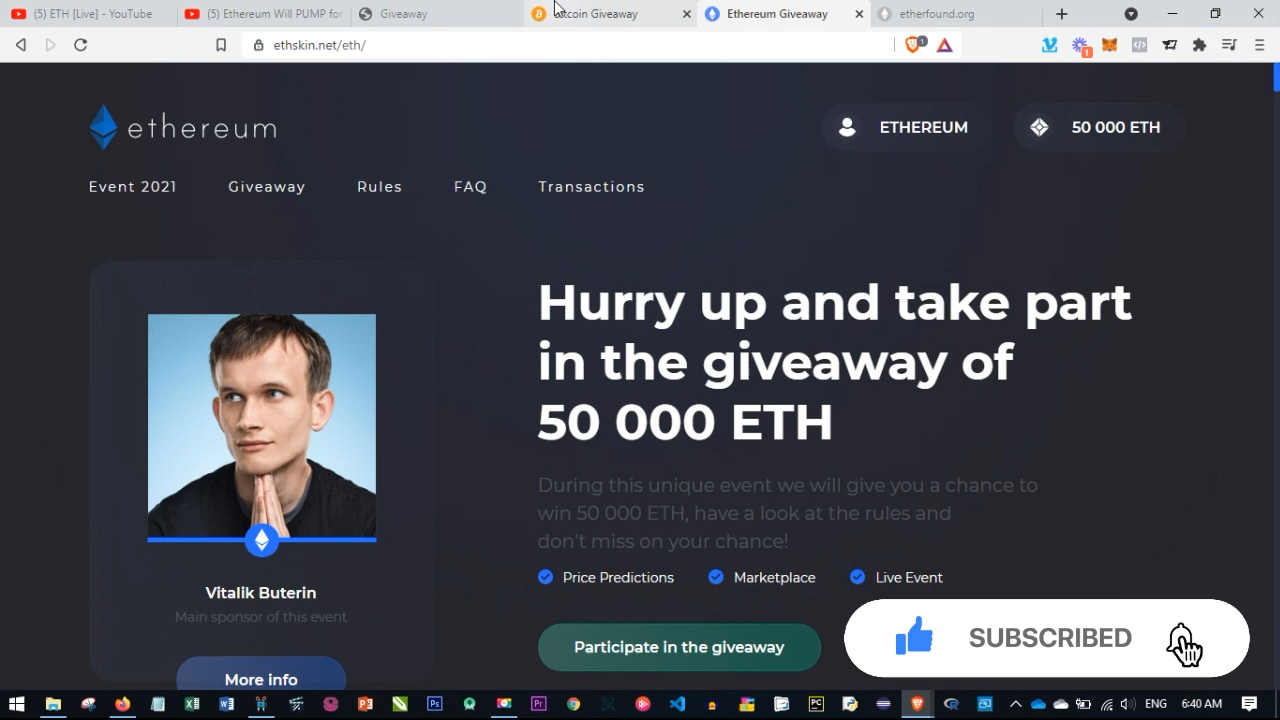 (5) ETH [Live] - YouTube
(5) Ethereum Will PUMP for
Giveaway
itcoin Giveaway
Ethereum Giveaway
etherfound.org
ethskin.net/eth/
1
1
ethereum
ETHEREUM
50 000 ETH
Event 2021
Giveaway
Rules
FAQ
Transactions
Hurry up and take part
in the giveaway of
50 000 ETH
During this unique event we will give you a chance to
win 50 000 ETH, have a look at the rules and
don't miss on your chance!
Price Predictions
Marketplace
Live Event
Vitalik Buterin
Main sponsor of this event
Participate in the giveaway
More info
SUBSCRIBED
ENG
6:40 AM